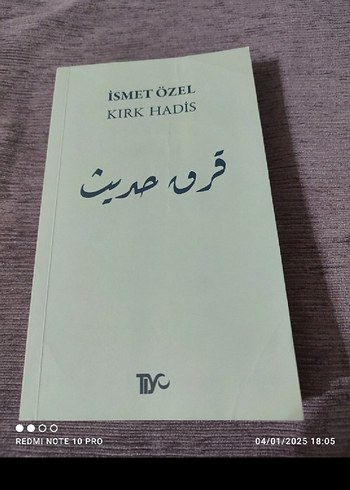 İSMET ÖZEL
KIRK HADİS
قرق حديث
TİYO
REDMI NOTE 10 PRO
04/01/2025 18:05